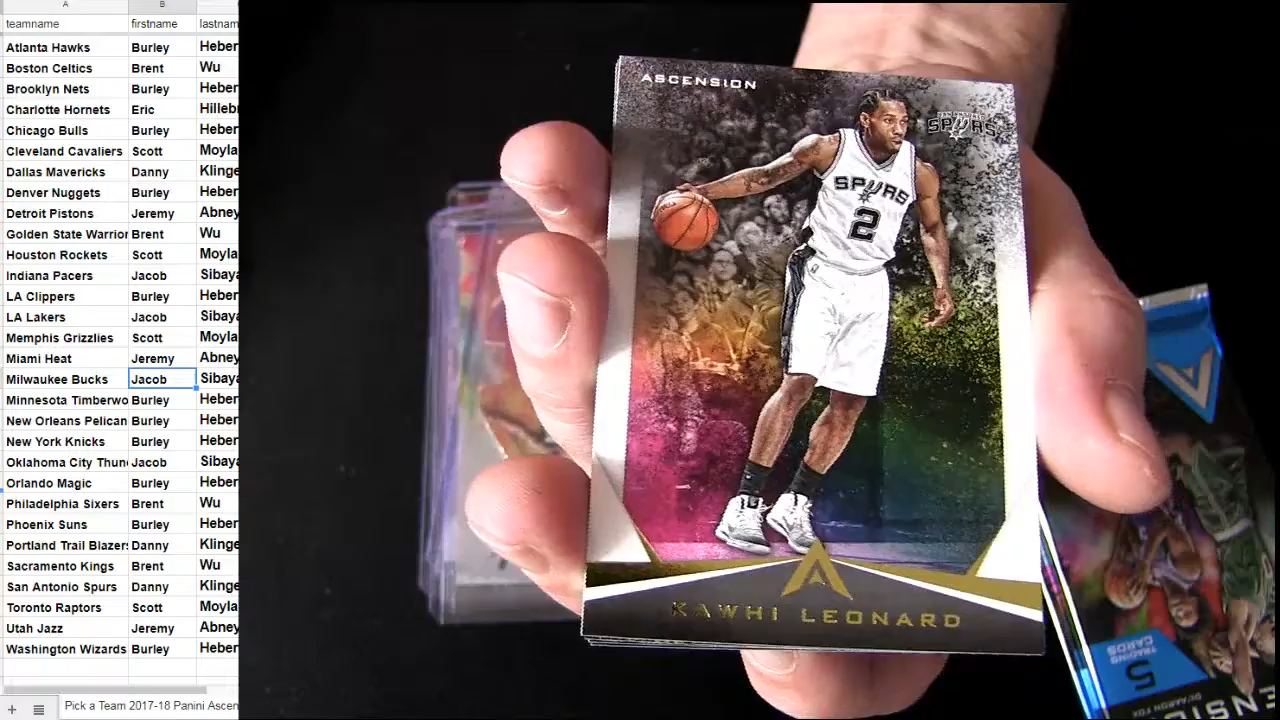 A B
teamname firstname lastnam
Atlanta Hawks Burley Heber
Boston Celtics Brent Wu
Brooklyn Nets Burley Heber
Charlotte Hornets Eric Hillebr
Chicago Bulls Burley Heber
Cleveland Cavaliers Scott Moyla
Dallas Mavericks Danny Klinge
Denver Nuggets Burley Heber
Detroit Pistons Jeremy Abney
Golden State Warrior Brent Wu
Houston Rockets Scott Moyla
Indiana Pacers Jacob Sibaya
LA Clippers Burley Heber
LA Lakers Jacob Sibaya
Memphis Grizzlies Scott Moyla
Miami Heat Jeremy Abney
Milwaukee Bucks Jacob Sibaya
Minnesota Timberwo Burley Heber
New Orleans Pelican Burley Heber
New York Knicks Burley Heber
Oklahoma City Thun Jacob Sibaya
Orlando Magic Burley Heber
Philadelphia Sixers Brent Wu
Phoenix Suns Burley Heber
Portland Trail Blazers Danny Klinge
Sacramento Kings Brent Wu
San Antonio Spurs Danny Klinge
Toronto Raptors Scott Moyla
Utah Jazz Jeremy Abney
Washington Wizards Burley Heber
Pick a Team 2017-18 Panini Ascen
ASCENSION
SPURS
SPURS
2
KAWHI LEONARD
5
TRADING
CARDS
DE'AARON FOX
ENSIO